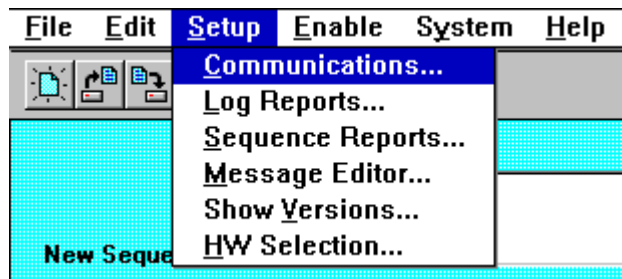 File Edit Setup Enable System Help
Communications...
Log Reports...
Sequence Reports...
Message Editor...
Show Versions...
HW Selection...
New Seque